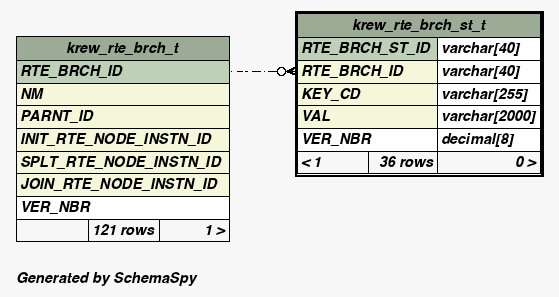 krew_rte_brch_t
RTE_BRCH_ID
NM
PARNT_ID
INIT_RTE_NODE_INSTN_ID
SPLT_RTE_NODE_INSTN_ID
JOIN_RTE_NODE_INSTN_ID
VER_NBR
121 rows 1 >
krew_rte_brch_st_t
RTE_BRCH_ST_ID varchar[40]
RTE_BRCH_ID varchar[40]
KEY_CD varchar[255]
VAL varchar[2000]
VER_NBR decimal[8]
< 1 36 rows 0 >
Generated by SchemaSpy